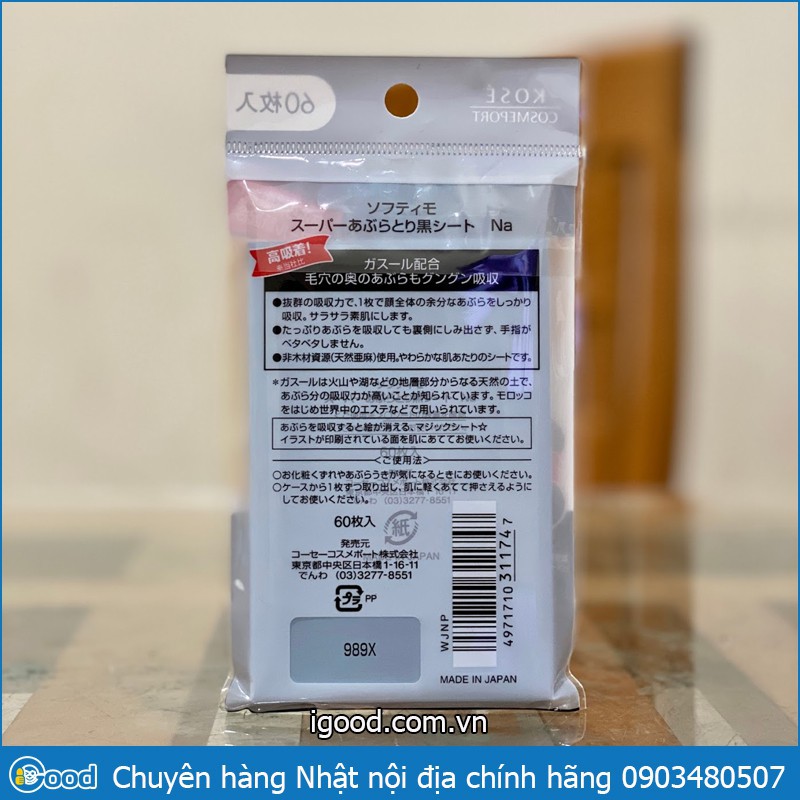 60枚入
KOSÉ
COSMEPORT
ソフティモ
スーパーあぶらとり黒シート Na
高吸着!
※当社比
ガスール配合
毛穴の奥のあぶらもグングン吸収
●抜群の吸収力で、1枚で顔全体の余分なあぶらをしっかり
吸収。サラサラ素肌にします。
●たっぷりあぶらを吸収しても裏側にしみ出さず、手指が
ベタベタしません。
●非木材資源(天然亜麻)使用。やわらかな肌あたりのシートです。
*ガスールは火山や湖などの地層部分からなる天然の土で、
あぶら分の吸収力が高いことが知られています。モロッコ
をはじめ世界中のエステなどで用いられています。
あぶらを吸収すると絵が消える、マジックシート☆
イラストが印刷されている面を肌にあててお使いください。
<ご使用法>
○お化粧くずれやあぶらうきが気になるときにお使いください。
○ケースから1枚ずつ取り出し、肌に軽くあてて押さえるように
してお使いください。
60枚入
紙
発売元
コーセーコスメポート株式会社
東京都中央区日本橋1-16-11
でんわ (03)3277-8551
プラ PP
989X
WJNP
4971710311747
MADE IN JAPAN
igood.com.vn
Good Chuyên hàng Nhật nội địa chính hãng 0903480507